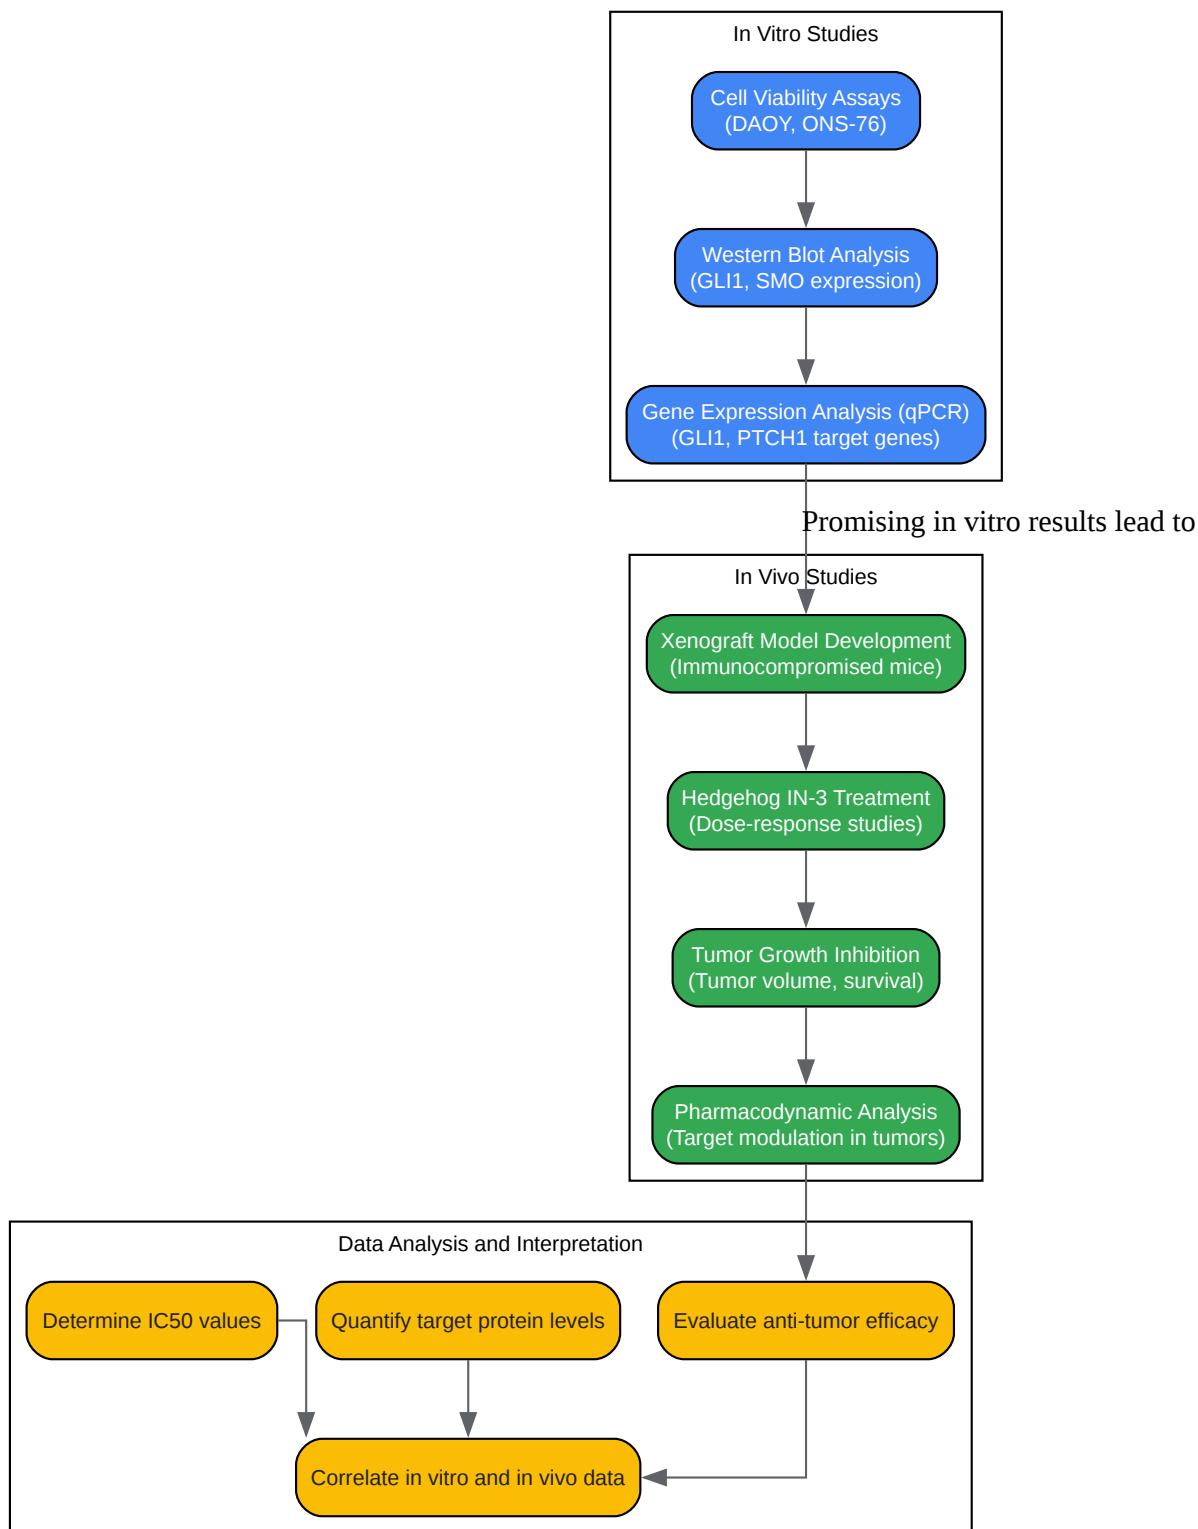 In Vitro Studies
Cell Viability Assays
(DAOY, ONS-76)
Western Blot Analysis
(GLI1, SMO expression)
Gene Expression Analysis (qPCR)
(GLI1, PTCH1 target genes)
Promising in vitro results lead to
In Vivo Studies
Xenograft Model Development
(Immunocompromised mice)
Hedgehog IN-3 Treatment
(Dose-response studies)
Tumor Growth Inhibition
(Tumor volume, survival)
Pharmacodynamic Analysis
(Target modulation in tumors)
Data Analysis and Interpretation
Determine IC50 values
Quantify target protein levels
Evaluate anti-tumor efficacy
Correlate in vitro and in vivo data